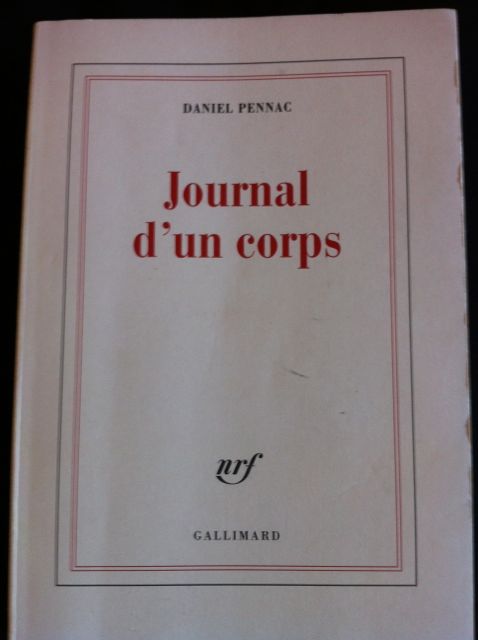 DANIEL PENNAC
Journal
d'un corps
nrf
GALLIMARD